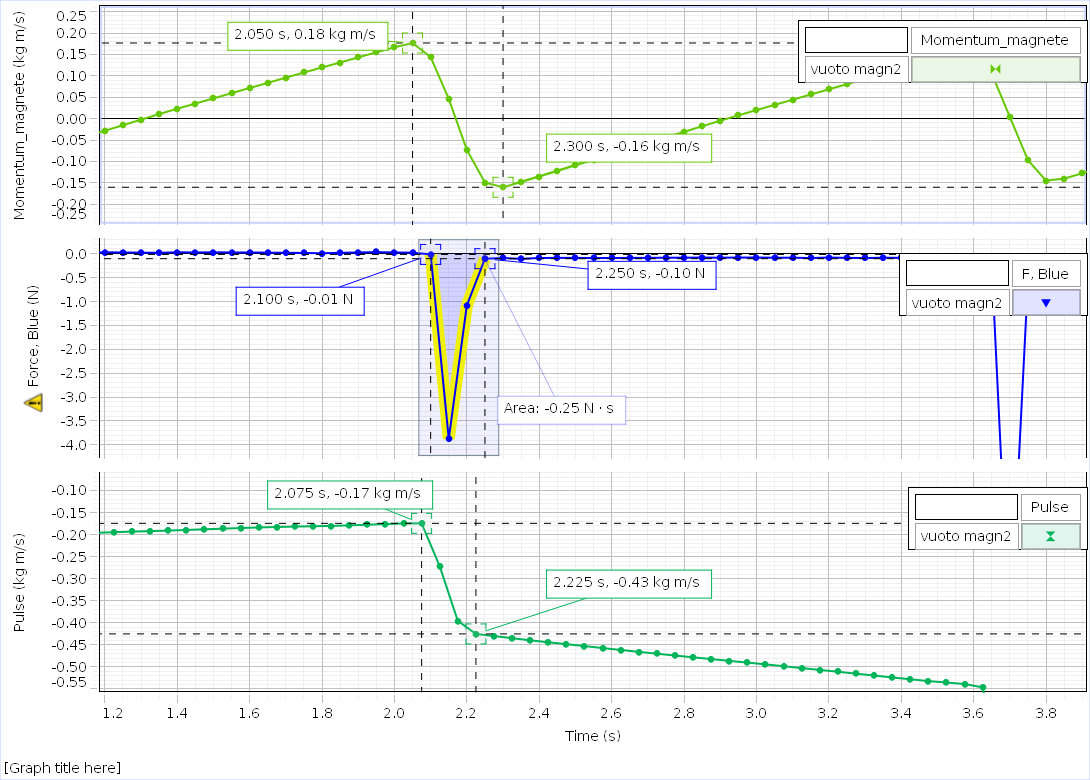 Momentum_magnete (kg m/s)
0.25
0.20
0.15
0.10
0.05
0.00
-0.05
-0.10
-0.15
-0.20
-0.25
2.050 s, 0.18 kg m/s
2.300 s, -0.16 kg m/s
Momentum_magnete
vuoto magn2
Force, Blue (N)
0.0
-0.5
-1.0
-1.5
-2.0
-2.5
-3.0
-3.5
-4.0
2.100 s, -0.01 N
2.250 s, -0.10 N
Area: -0.25 N · s
F, Blue
vuoto magn2
Pulse (kg m/s)
-0.10
-0.15
-0.20
-0.25
-0.30
-0.35
-0.40
-0.45
-0.50
-0.55
2.075 s, -0.17 kg m/s
2.225 s, -0.43 kg m/s
Pulse
vuoto magn2
1.2 1.4 1.6 1.8 2.0 2.2 2.4 2.6 2.8 3.0 3.2 3.4 3.6 3.8
Time (s)
[Graph title here]